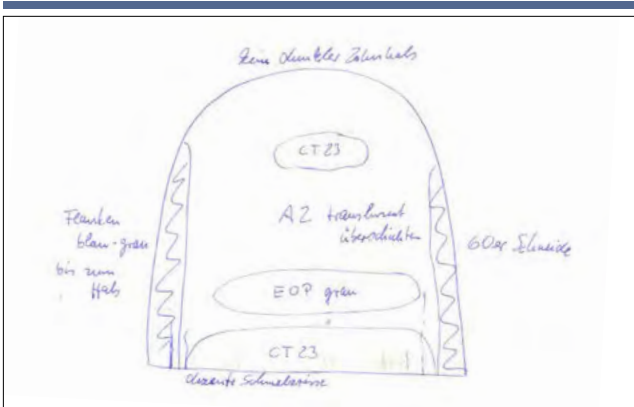 kein dunkler Zahnhals
CT 23
Flanken
blau-grau
bis zum
Hals
A2 transluzent
überschichten
60er Schneide
EOP grau
CT 23
dezente Schmelzrisse